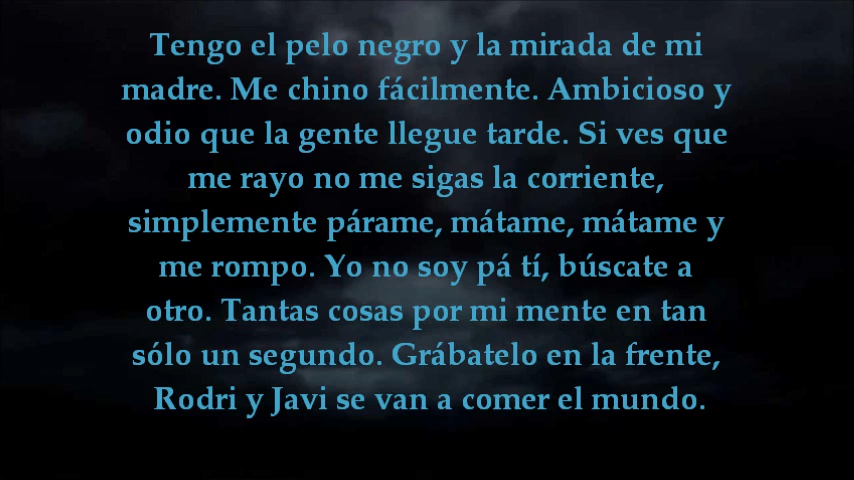 Tengo el pelo negro y la mirada de mi
madre. Me chino fácilmente. Ambicioso y
odio que la gente llegue tarde. Si ves que
me rayo no me sigas la corriente,
simplemente párame, mátame, mátame y
me rompo. Yo no soy pá tí, búscate a
otro. Tantas cosas por mi mente en tan
sólo un segundo. Grábatelo en la frente,
Rodri y Javi se van a comer el mundo.